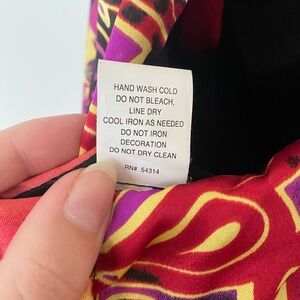 HAND WASH COLD
DO NOT BLEACH,
LINE DRY
COOL IRON AS NEEDED
DO NOT IRON
DECORATION
DO NOT DRY CLEAN
RN# 54314